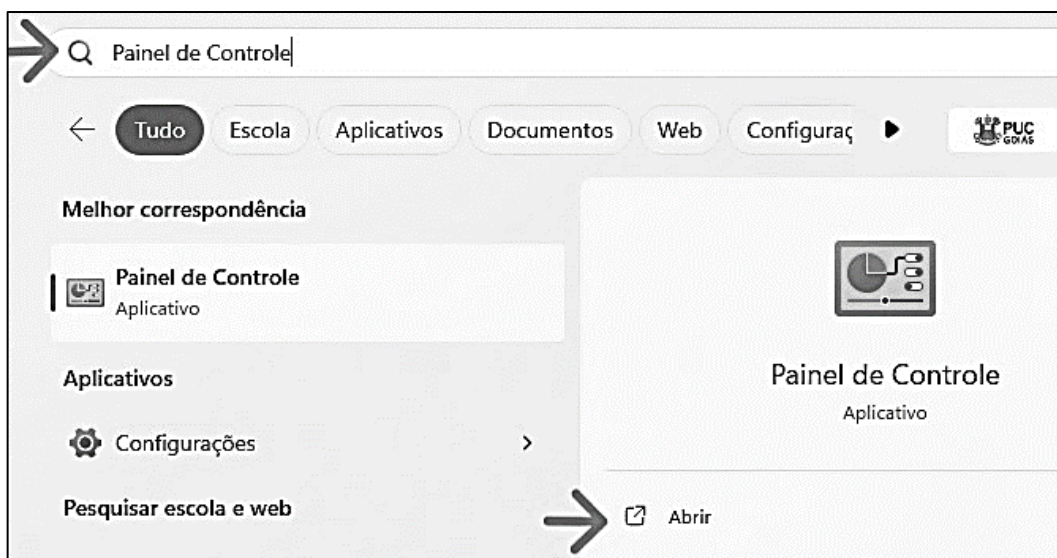 Painel de Controle
Tudo Escola Aplicativos Documentos Web Configuraç PUC GOIÁS
Melhor correspondência
Painel de Controle
Aplicativo
Aplicativos
Configurações
Pesquisar escola e web
Painel de Controle
Aplicativo
Abrir